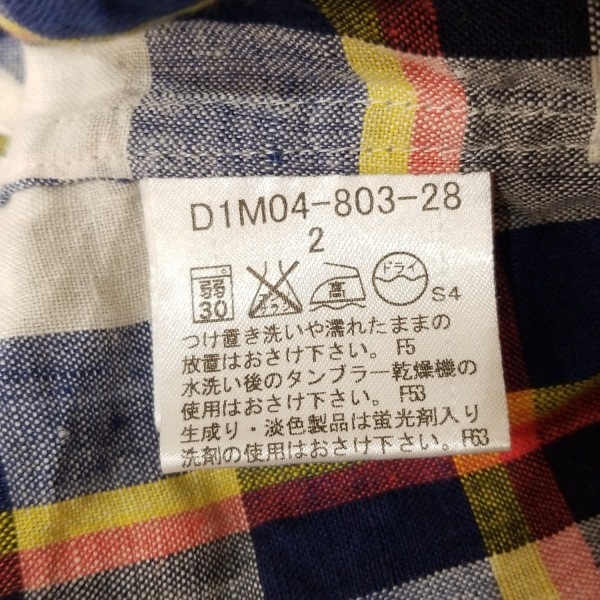 D1M04-803-28
2
弱 30 高 ドライ S4
つけ置き洗いや濡れたままの
放置はおさけ下さい。 F5
水洗い後のタンブラー乾燥機の
使用はおさけ下さい。 F53
生成り・淡色製品は蛍光剤入り
洗剤の使用はおさけ下さい。 F63